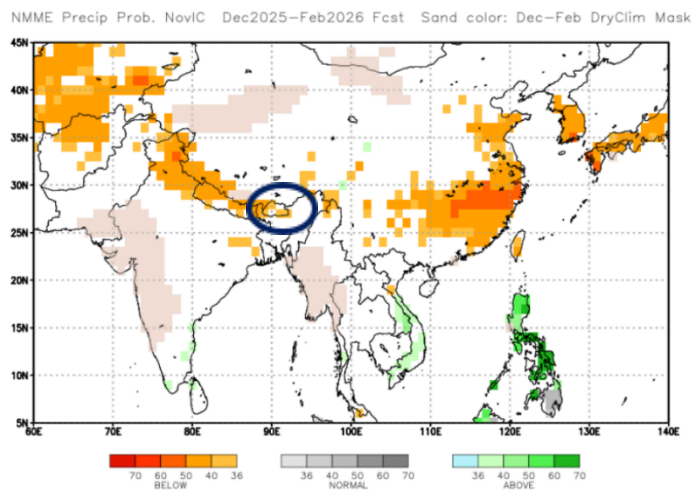 NMME Precip Prob. NovIC  Dec2025-Feb2026 Fcst  Sand color: Dec-Feb DryClim Mask
45N
40N
35N
30N
25N
20N
15N
10N
5N
60E 70E 80E 90E 100E 110E 120E 130E 140E
70 60 50 40 36 36 40 50 60 70 36 40 50 60 70
BELOW NORMAL ABOVE